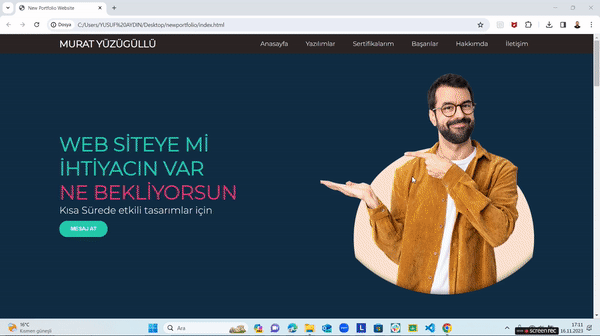 New Portfolio Website
Dosya C:/Users/YUSUF%20AYDIN/Desktop/newportfolio/index.html
MURAT YÜZÜGÜLLÜ Anasayfa Yazılımlar Sertifikalarım Başarılar Hakkımda İletişim
WEB SİTEYE Mİ
İHTİYACIN VAR
NE BEKLİYORSUN
Kısa Sürede etkili tasarımlar için
MESAJ AT
16°C
Kısmen güneşli
Ara
screen rec
17:11
16.11.2023